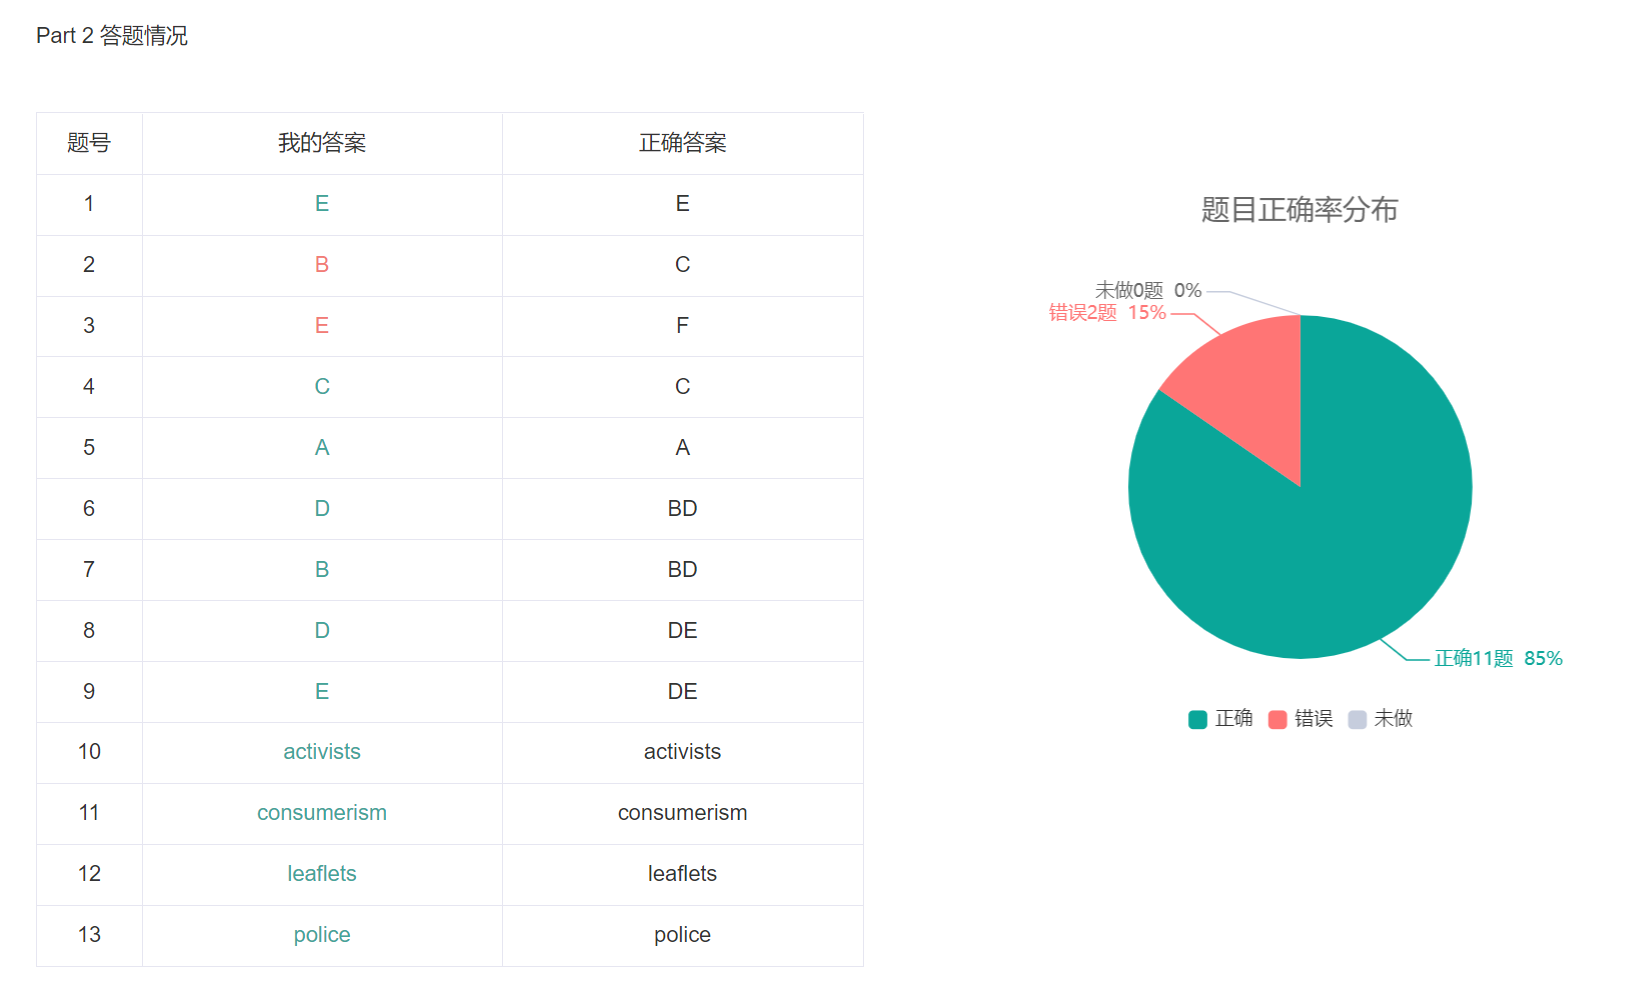 Part 2 答题情况
题号 我的答案 正确答案
1 E E
2 B C
3 E F
4 C C
5 A A
6 D BD
7 B BD
8 D DE
9 E DE
10 activists activists
11 consumerism consumerism
12 leaflets leaflets
13 police police
题目正确率分布
未做0题 0%
错误2题 15%
正确11题 85%
正确 错误 未做